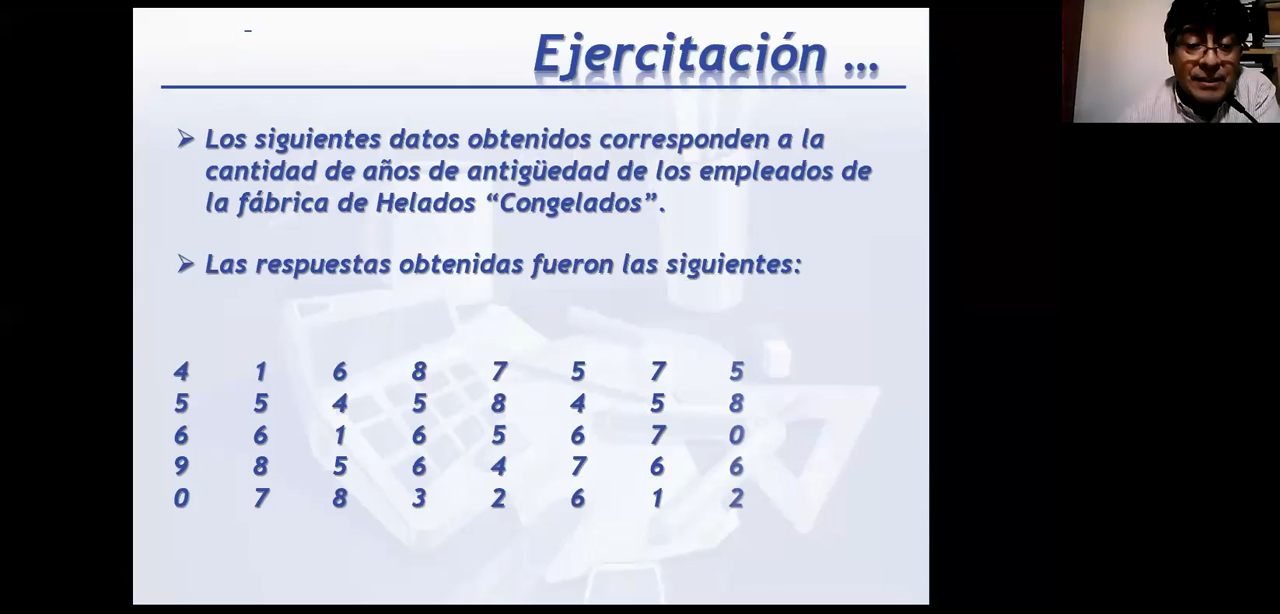 Ejercitación ...
➢ Los siguientes datos obtenidos corresponden a la
cantidad de años de antigüedad de los empleados de
la fábrica de Helados “Congelados”.
➢ Las respuestas obtenidas fueron las siguientes:
4 1 6 8 7 5 7 5
5 5 4 5 8 4 5 8
6 6 1 6 5 6 7 0
9 8 5 6 4 7 6 6
0 7 8 3 2 6 1 2